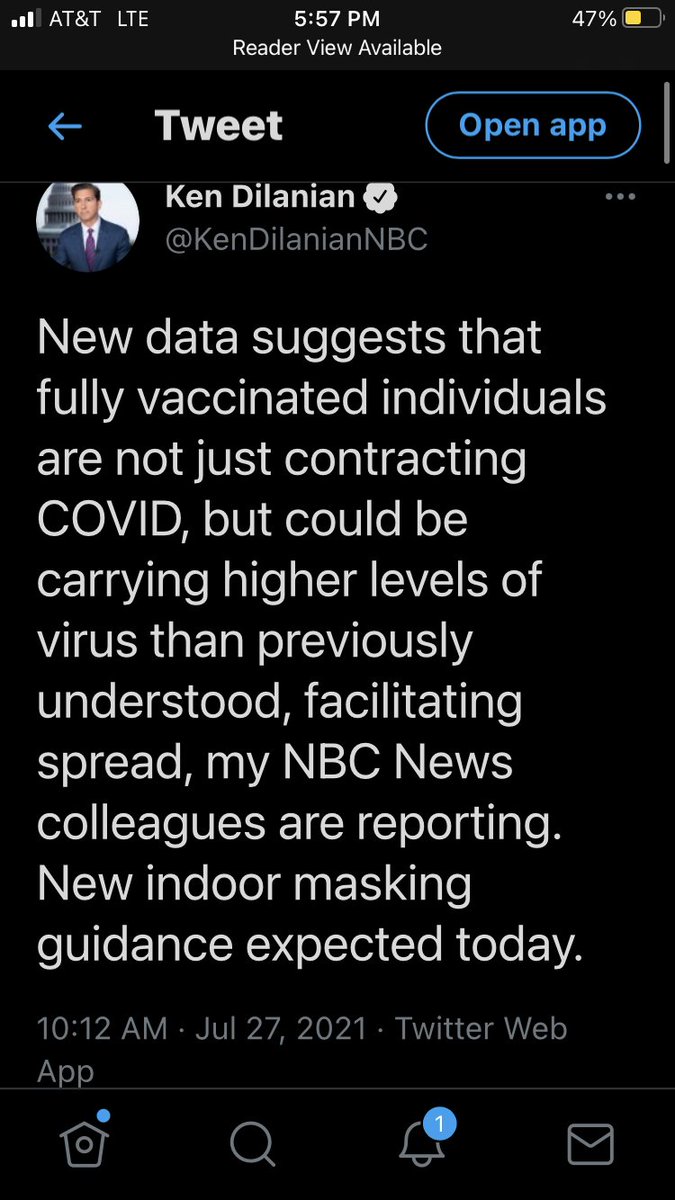 AT&T LTE 5:57 PM 47%
Reader View Available
Tweet Open app
Ken Dilanian
@KenDilanianNBC
New data suggests that
fully vaccinated individuals
are not just contracting
COVID, but could be
carrying higher levels of
virus than previously
understood, facilitating
spread, my NBC News
colleagues are reporting.
New indoor masking
guidance expected today.
10:12 AM · Jul 27, 2021 · Twitter Web
App
1